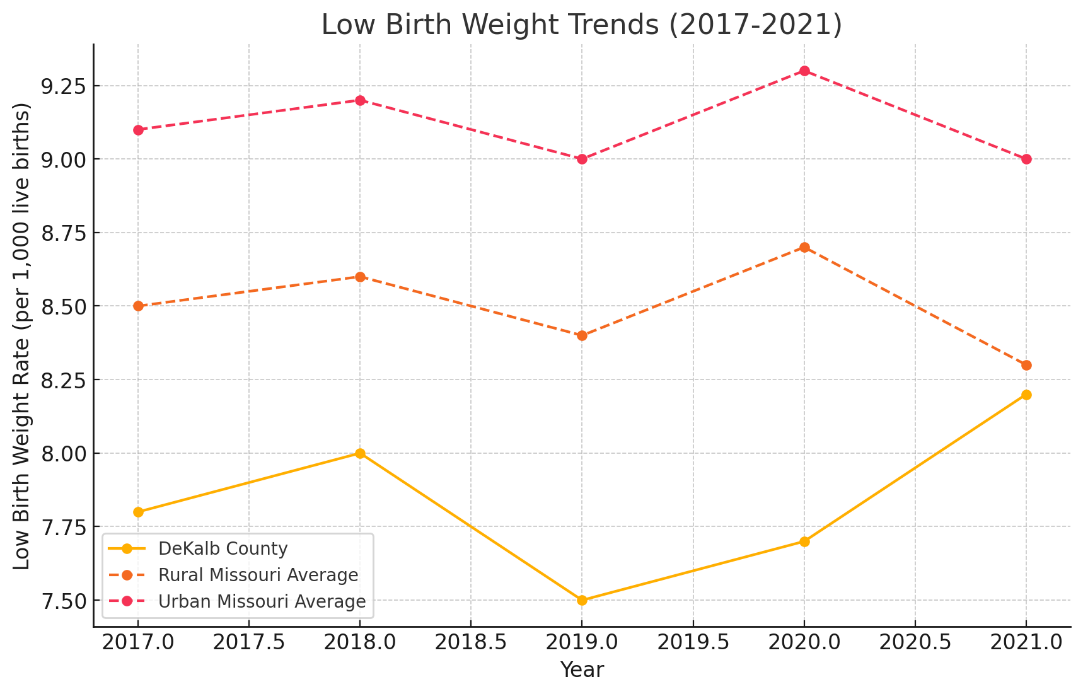 Low Birth Weight Trends (2017-2021)
Low Birth Weight Rate (per 1,000 live births)
9.25
9.00
8.75
8.50
8.25
8.00
7.75
7.50
DeKalb County
Rural Missouri Average
Urban Missouri Average
2017.0 2017.5 2018.0 2018.5 2019.0 2019.5 2020.0 2020.5 2021.0
Year